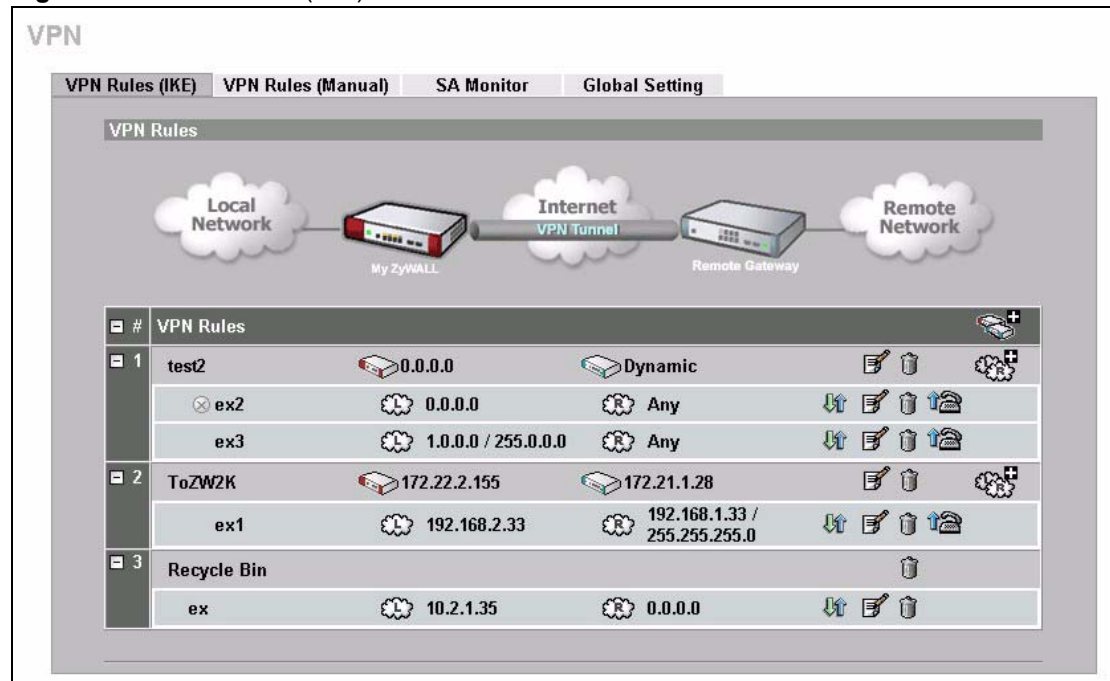 VPN
VPN Rules (IKE) VPN Rules (Manual) SA Monitor Global Setting
VPN Rules
Local Network
My ZyWALL
Internet
VPN Tunnel
Remote Gateway
Remote Network
# VPN Rules
1 test2 0.0.0.0 Dynamic
ex2 L 0.0.0.0 R Any
ex3 L 1.0.0.0 / 255.0.0.0 R Any
2 ToZW2K 172.22.2.155 172.21.1.28
ex1 L 192.168.2.33 R 192.168.1.33 /
255.255.255.0
3 Recycle Bin
ex L 10.2.1.35 R 0.0.0.0